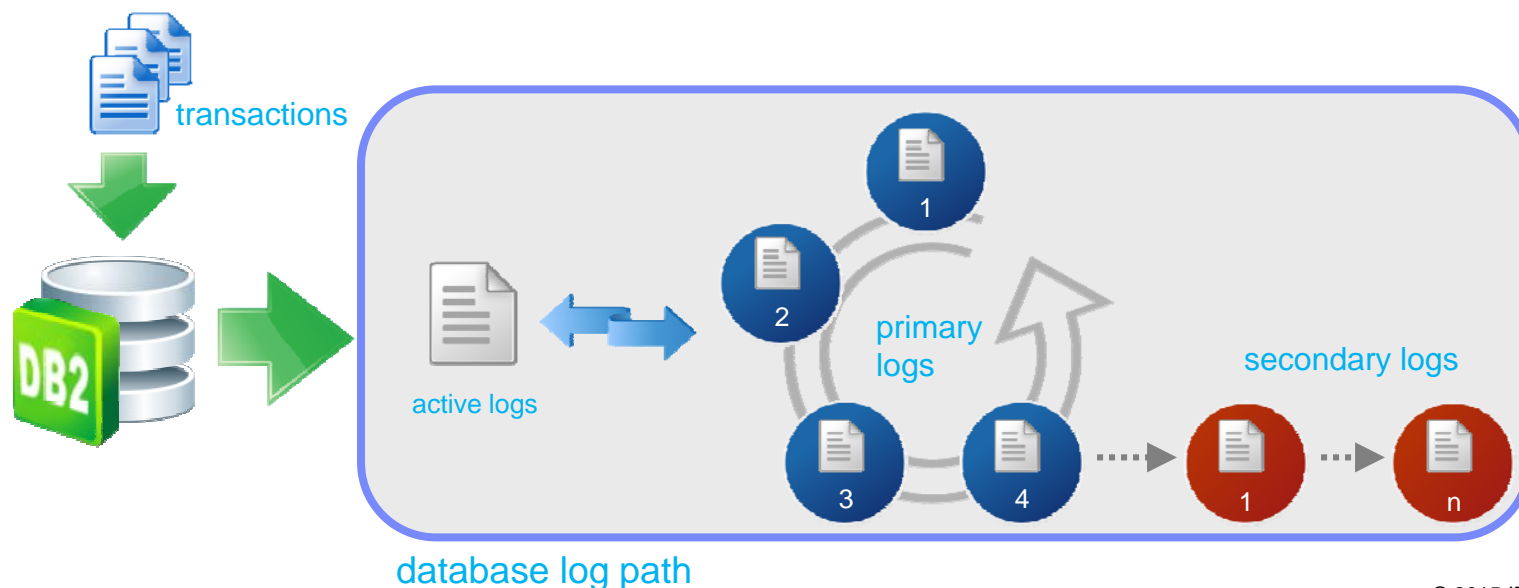 transactions
DB2
active logs
1
2
3
4
primary
logs
secondary logs
1
n
database log path